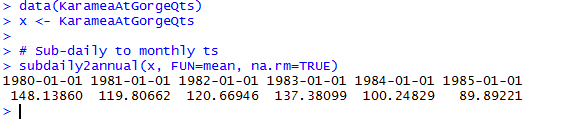 > data(KarameaAtGorgeQts)
> x <- KarameaAtGorgeQts
>
> # Sub-daily to monthly ts
> subdaily2annual(x, FUN=mean, na.rm=TRUE)
1980-01-01 1981-01-01 1982-01-01 1983-01-01 1984-01-01 1985-01-01
148.13860 119.80662 120.66946 137.38099 100.24829 89.89221
>